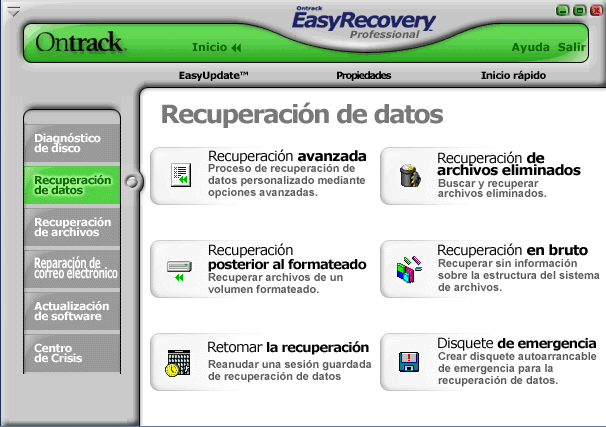 Ontrack
EasyRecovery
Professional
Ontrack
Inicio
Ayuda Salir
EasyUpdate™
Propiedades
Inicio rápido
Diagnóstico
de disco
Recuperación
de datos
Recuperación
de archivos
Reparación de
correo electrónico
Actualización
de software
Centro
de Crisis
Recuperación de datos
Recuperación avanzada
Proceso de recuperación de
datos personalizado mediante
opciones avanzadas.
Recuperación de
archivos eliminados
Buscar y recuperar
archivos eliminados.
Recuperación
posterior al formateado
Recuperar archivos de un
volumen formateado.
Recuperación en bruto
Recuperar sin información
sobre la estructura del sistema
de archivos.
Retomar la recuperación
Reanudar una sesión guardada
de recuperación de datos
Disquete de emergencia
Crear disquete autoarrancable
de emergencia para la
recuperación de datos.